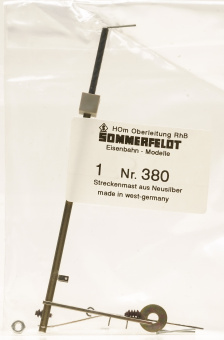 HOm Oberleitung RhB
SOMMERFELDT
Eisenbahn - Modelle
1 Nr. 380
Streckenmast aus Neusilber
made in west-germany